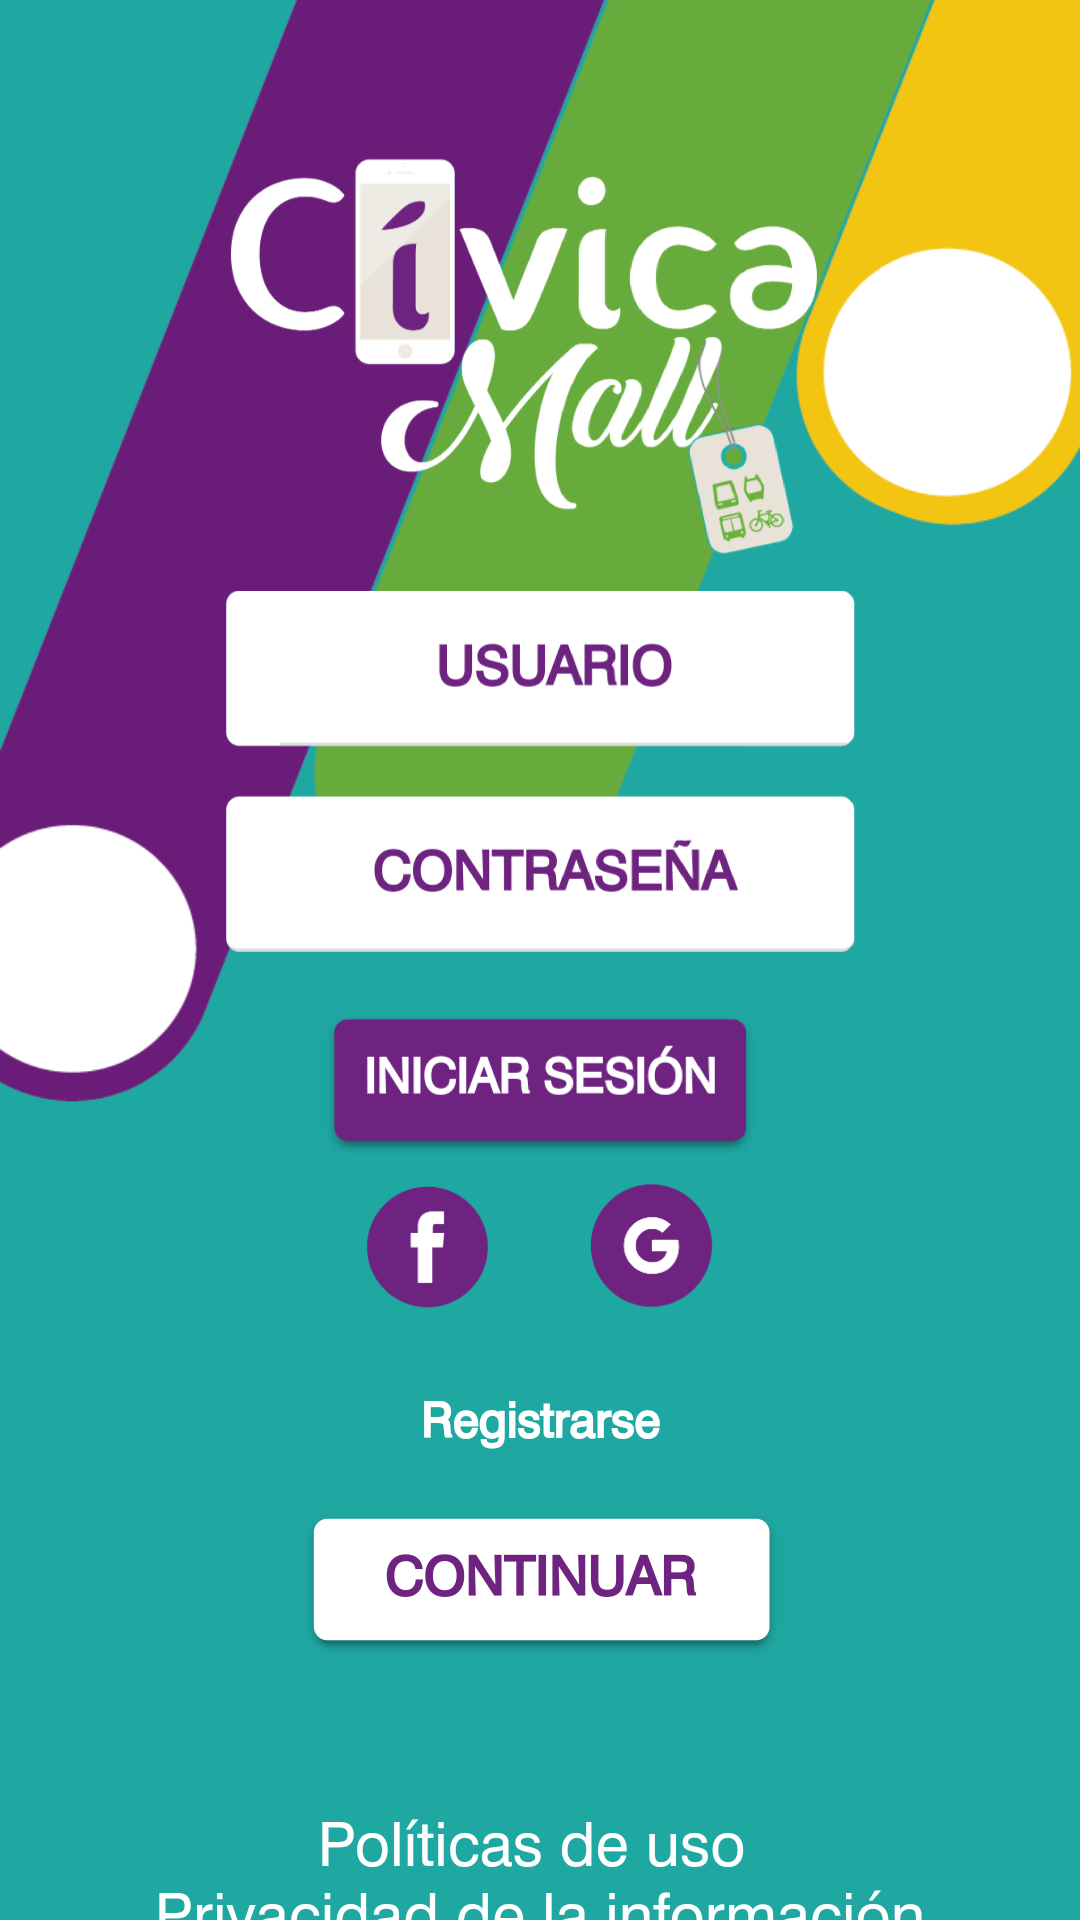 Cívica
Mall
USUARIO
CONTRASEÑA
INICIAR SESIÓN
f G
Registrarse
CONTINUAR
Políticas de uso
Privacidad de la información